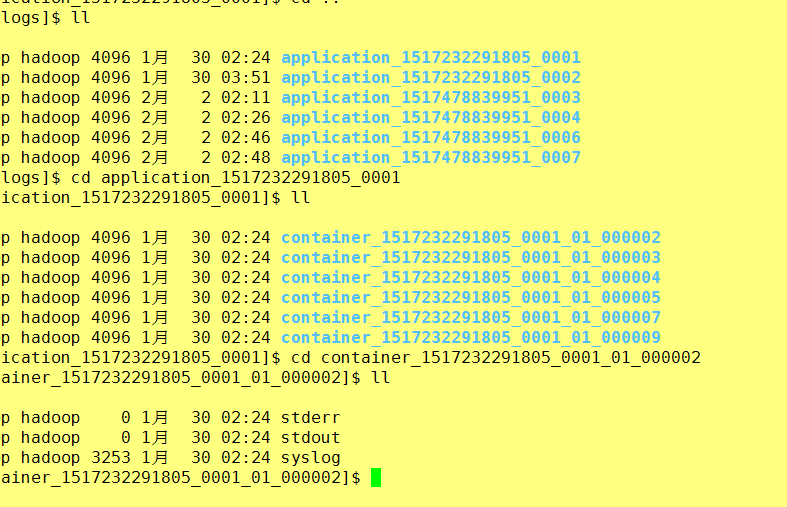 ication_1517232291805_0001]$ cd ..
logs]$ ll
p hadoop 4096 1月  30 02:24 application_1517232291805_0001
p hadoop 4096 1月  30 03:51 application_1517232291805_0002
p hadoop 4096 2月   2 02:11 application_1517478839951_0003
p hadoop 4096 2月   2 02:26 application_1517478839951_0004
p hadoop 4096 2月   2 02:46 application_1517478839951_0006
p hadoop 4096 2月   2 02:48 application_1517478839951_0007
logs]$ cd application_1517232291805_0001
ication_1517232291805_0001]$ ll
p hadoop 4096 1月  30 02:24 container_1517232291805_0001_01_000002
p hadoop 4096 1月  30 02:24 container_1517232291805_0001_01_000003
p hadoop 4096 1月  30 02:24 container_1517232291805_0001_01_000004
p hadoop 4096 1月  30 02:24 container_1517232291805_0001_01_000005
p hadoop 4096 1月  30 02:24 container_1517232291805_0001_01_000007
p hadoop 4096 1月  30 02:24 container_1517232291805_0001_01_000009
ication_1517232291805_0001]$ cd container_1517232291805_0001_01_000002
ainer_1517232291805_0001_01_000002]$ ll
p hadoop    0 1月  30 02:24 stderr
p hadoop    0 1月  30 02:24 stdout
p hadoop 3253 1月  30 02:24 syslog
ainer_1517232291805_0001_01_000002]$